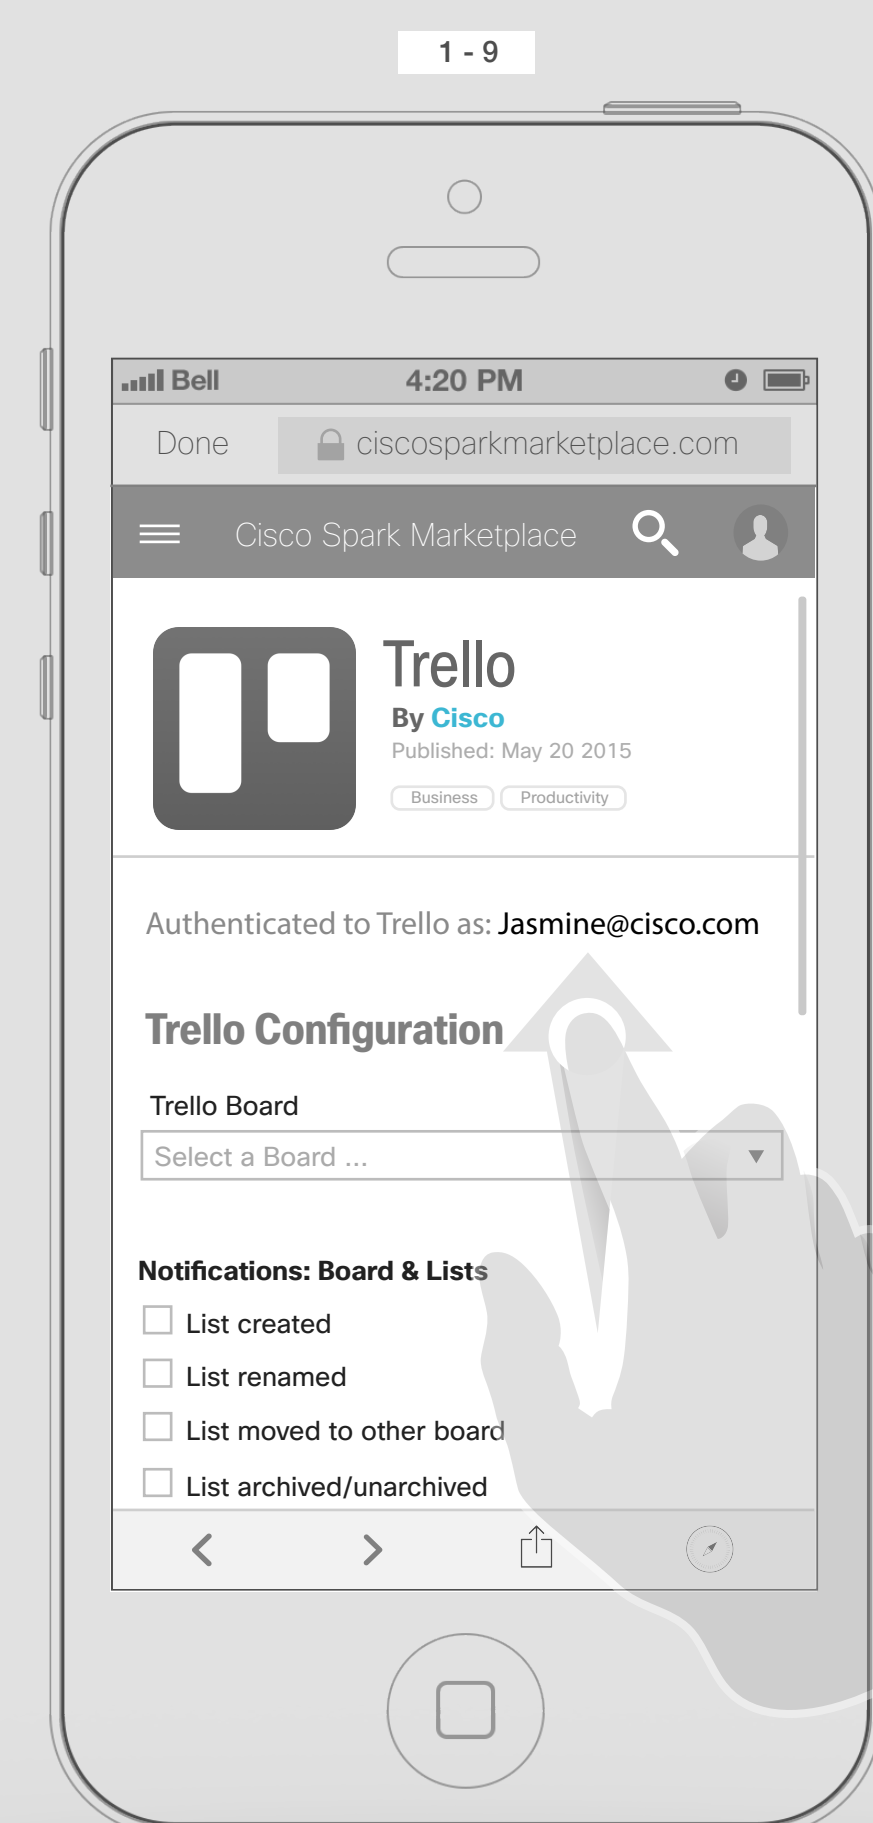 1 - 9
Bell 4:20 PM
Done ciscosparkmarketplace.com
Cisco Spark Marketplace
Trello
By Cisco
Published: May 20 2015
Business Productivity
Authenticated to Trello as: Jasmine@cisco.com
Trello Configuration
Trello Board
Select a Board ...
Notifications: Board & Lists
List created
List renamed
List moved to other board
List archived/unarchived